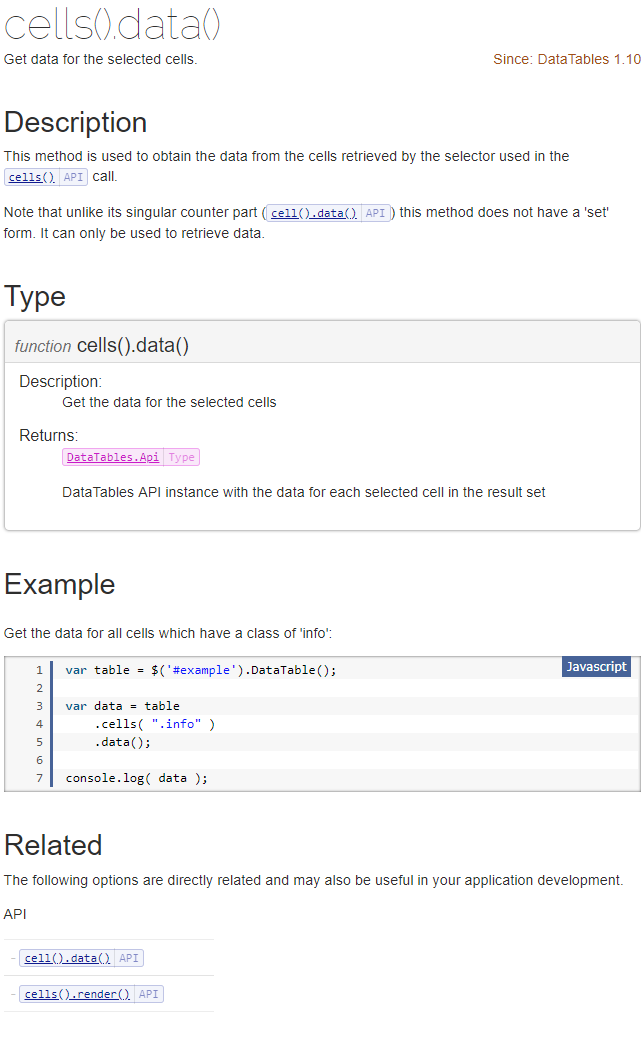 cells().data()
Get data for the selected cells. Since: DataTables 1.10
Description
This method is used to obtain the data from the cells retrieved by the selector used in the
cells() API call.
Note that unlike its singular counter part (cell().data() API) this method does not have a 'set'
form. It can only be used to retrieve data.
Type
function cells().data()
Description:
Get the data for the selected cells
Returns:
DataTables.Api Type
DataTables API instance with the data for each selected cell in the result set
Example
Get the data for all cells which have a class of 'info':
Javascript
1 var table = $('#example').DataTable();
2
3 var data = table
4     .cells( ".info" )
5     .data();
6
7 console.log( data );
Related
The following options are directly related and may also be useful in your application development.
API
– cell().data() API
– cells().render() API